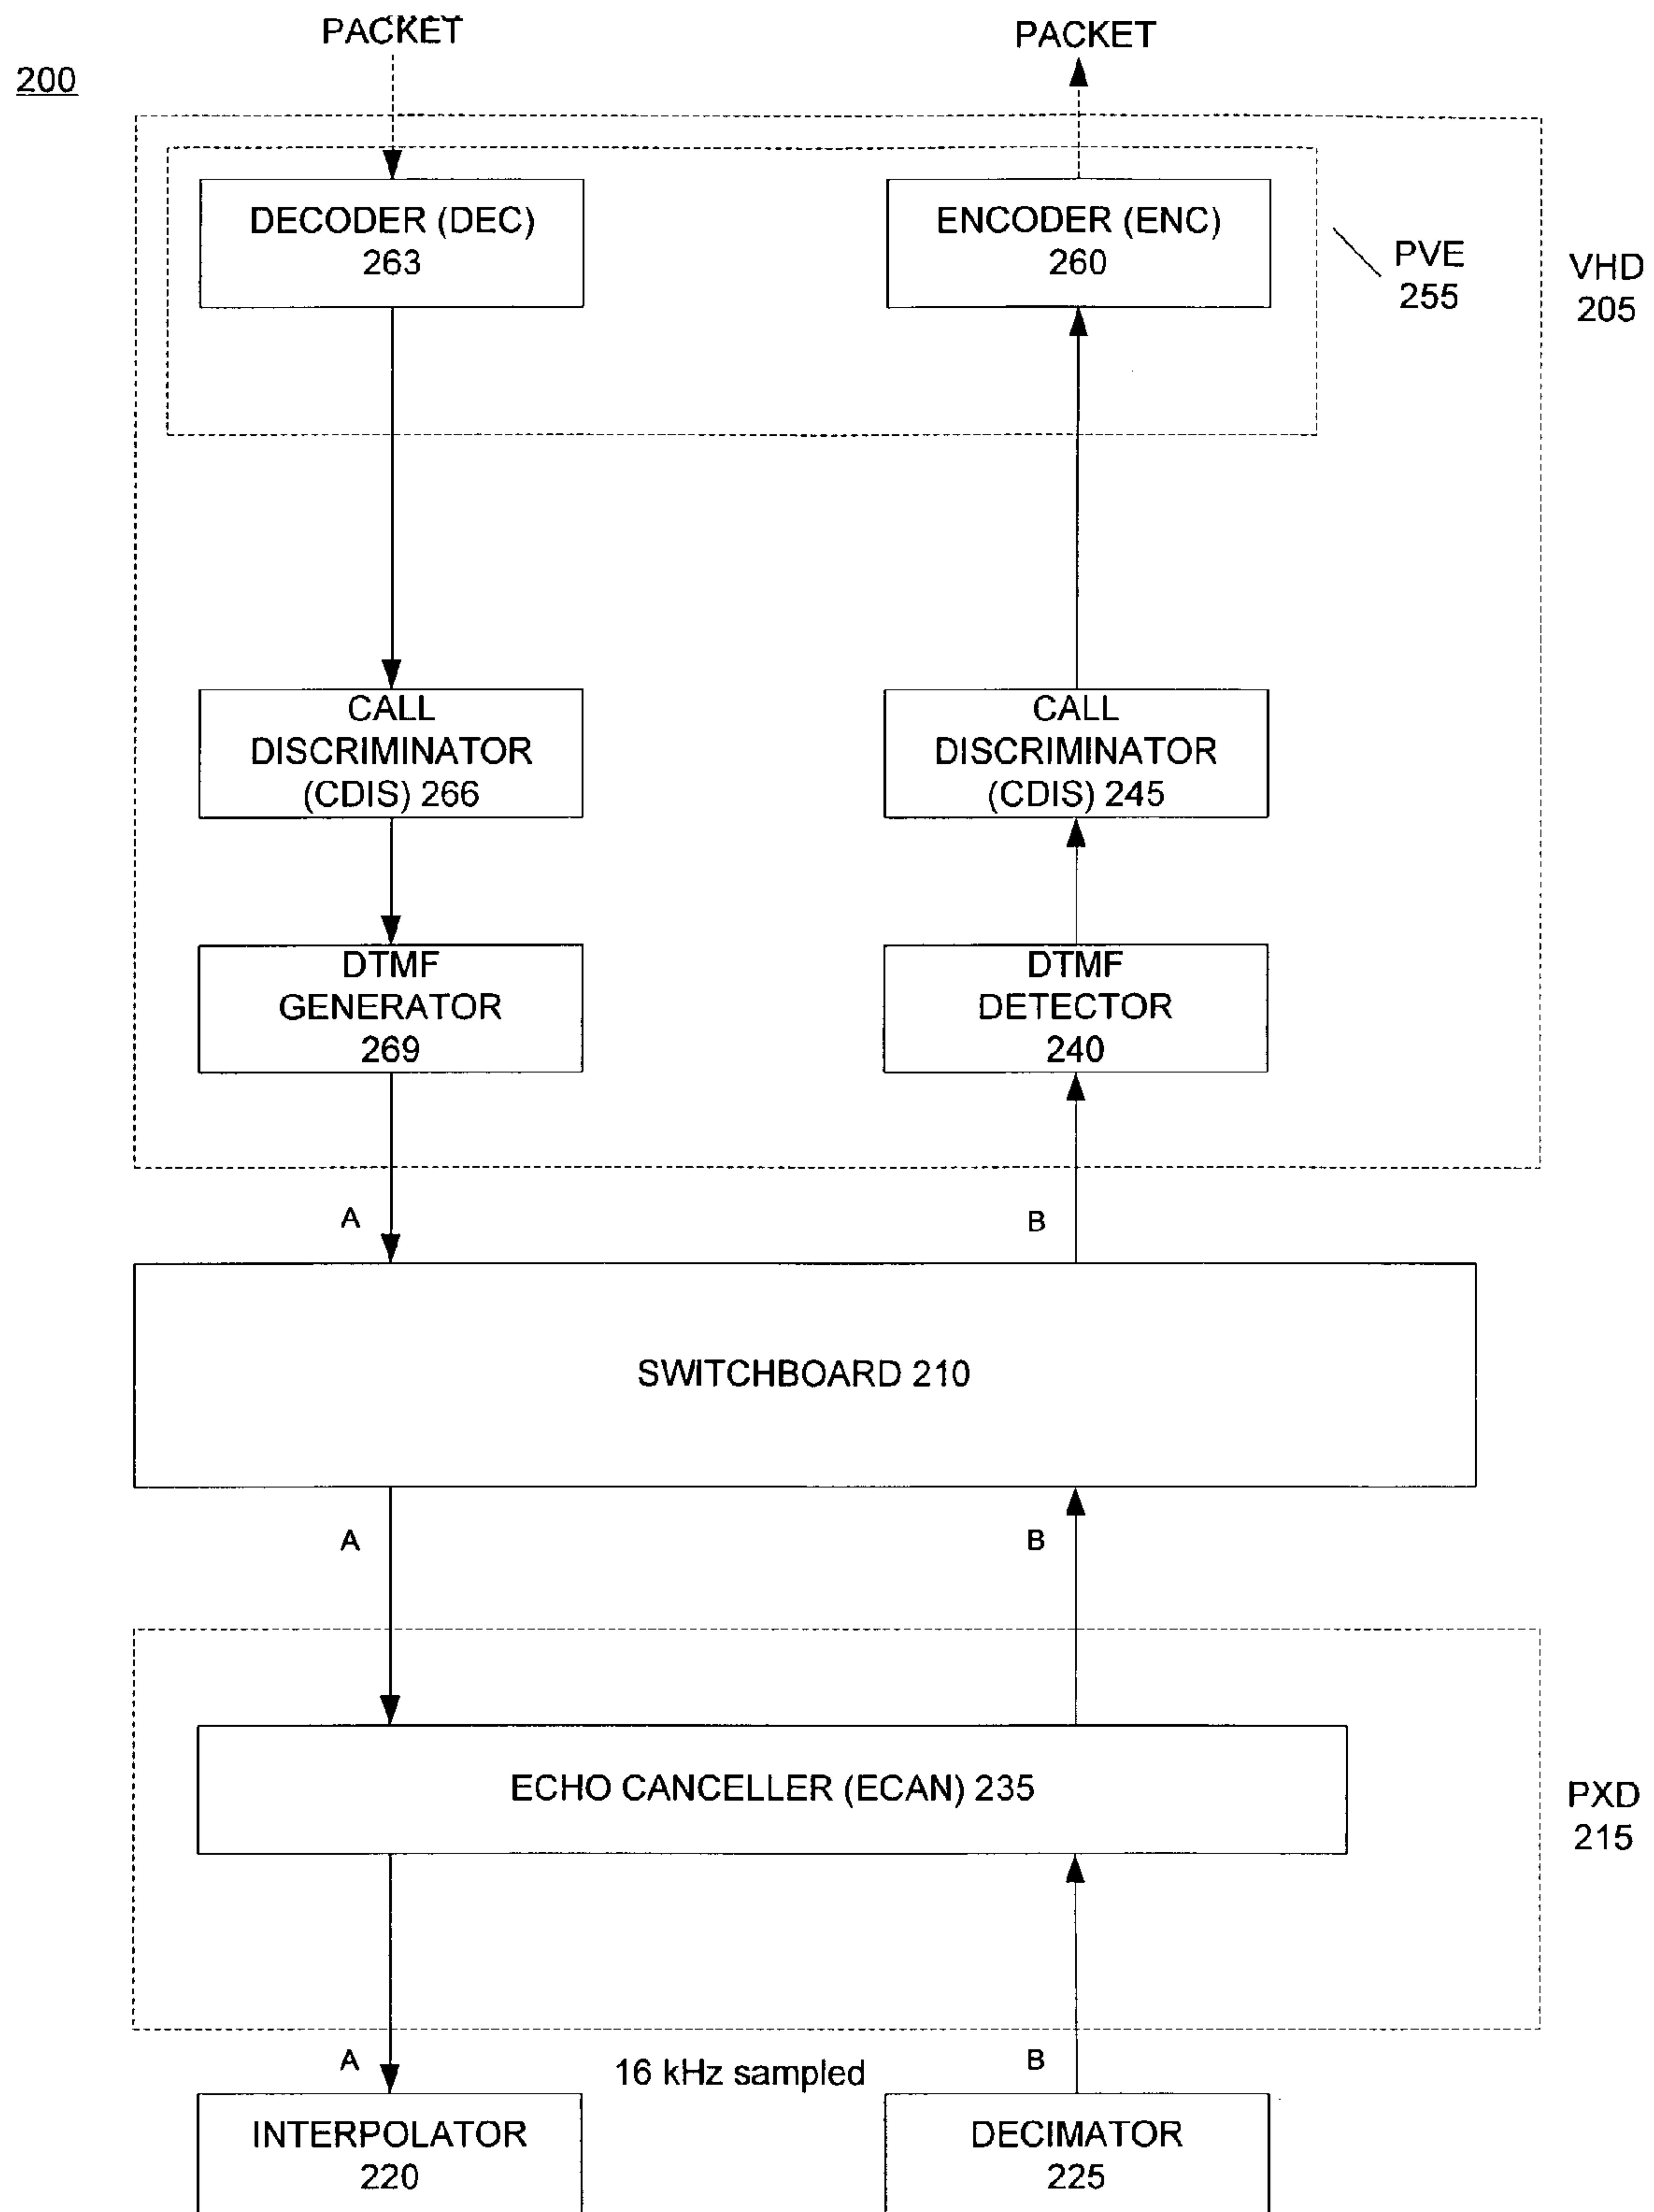 PACKET
PACKET
200
DECODER (DEC)
263
ENCODER (ENC)
260
PVE
255
VHD
205
CALL
DISCRIMINATOR
(CDIS) 266
CALL
DISCRIMINATOR
(CDIS) 245
DTMF
GENERATOR
269
DTMF
DETECTOR
240
A
B
SWITCHBOARD 210
A
B
ECHO CANCELLER (ECAN) 235
PXD
215
A
16 kHz sampled
B
INTERPOLATOR
220
DECIMATOR
225